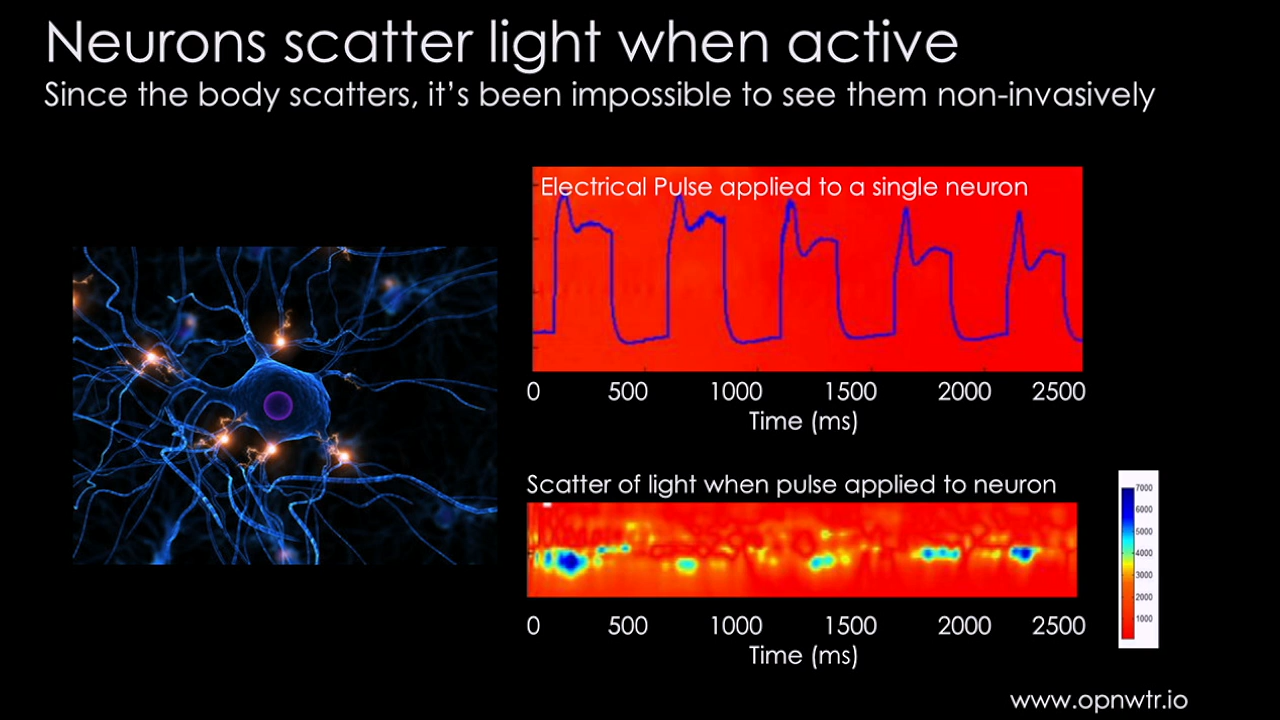 Neurons scatter light when active
Since the body scatters, it's been impossible to see them non-invasively
Electrical Pulse applied to a single neuron
0 500 1000 1500 2000 2500
Time (ms)
Scatter of light when pulse applied to neuron
7000
6000
5000
4000
3000
2000
1000
0 500 1000 1500 2000 2500
Time (ms)
www.opnwtr.io